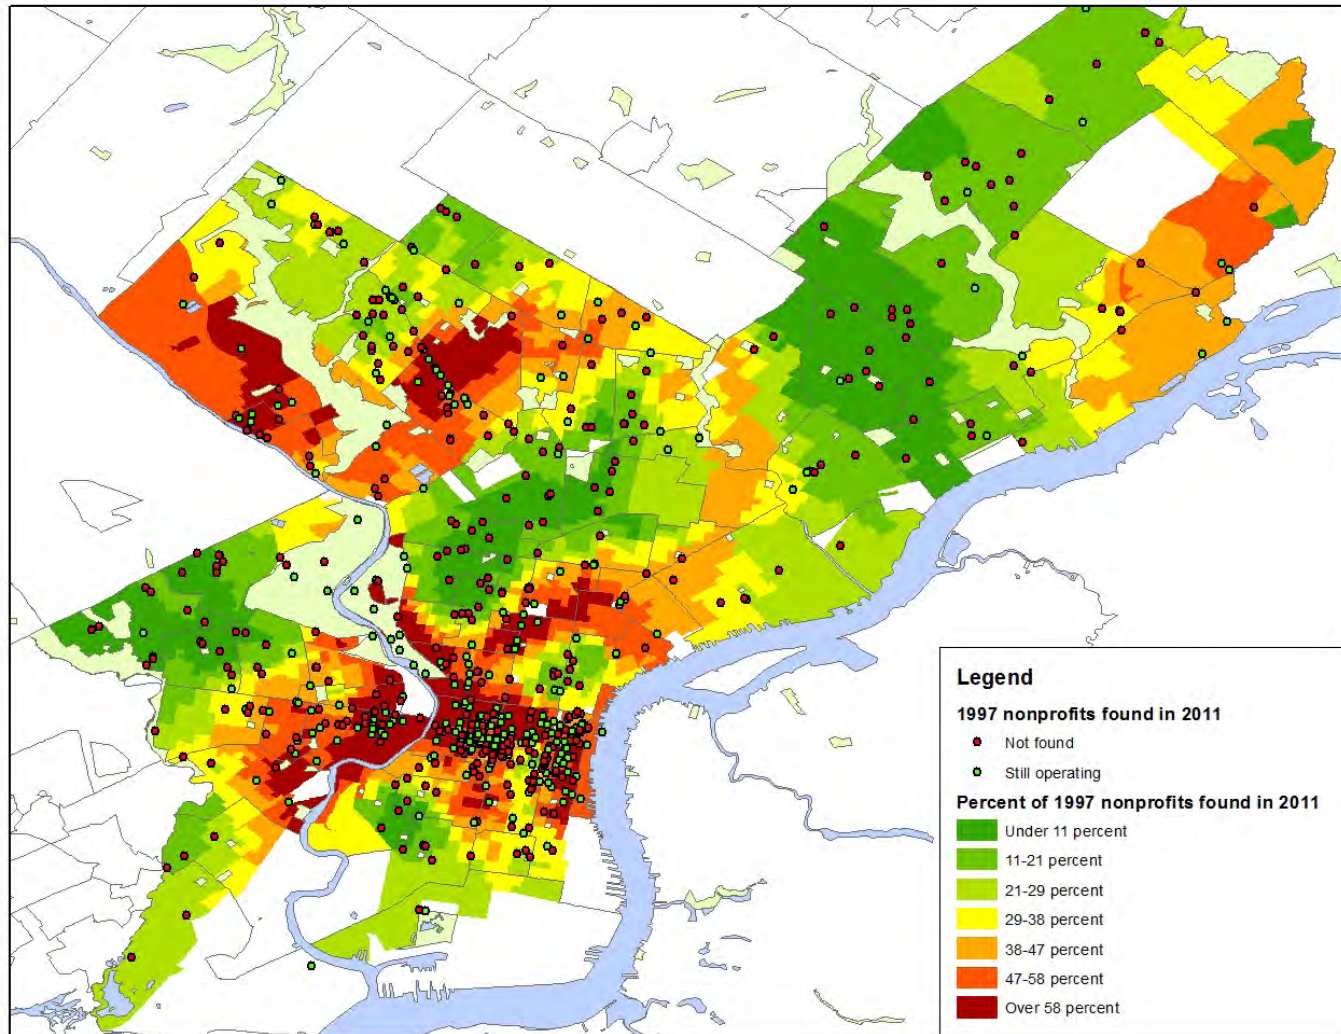 Legend
1997 nonprofits found in 2011
Not found
Still operating
Percent of 1997 nonprofits found in 2011
Under 11 percent
11-21 percent
21-29 percent
29-38 percent
38-47 percent
47-58 percent
Over 58 percent